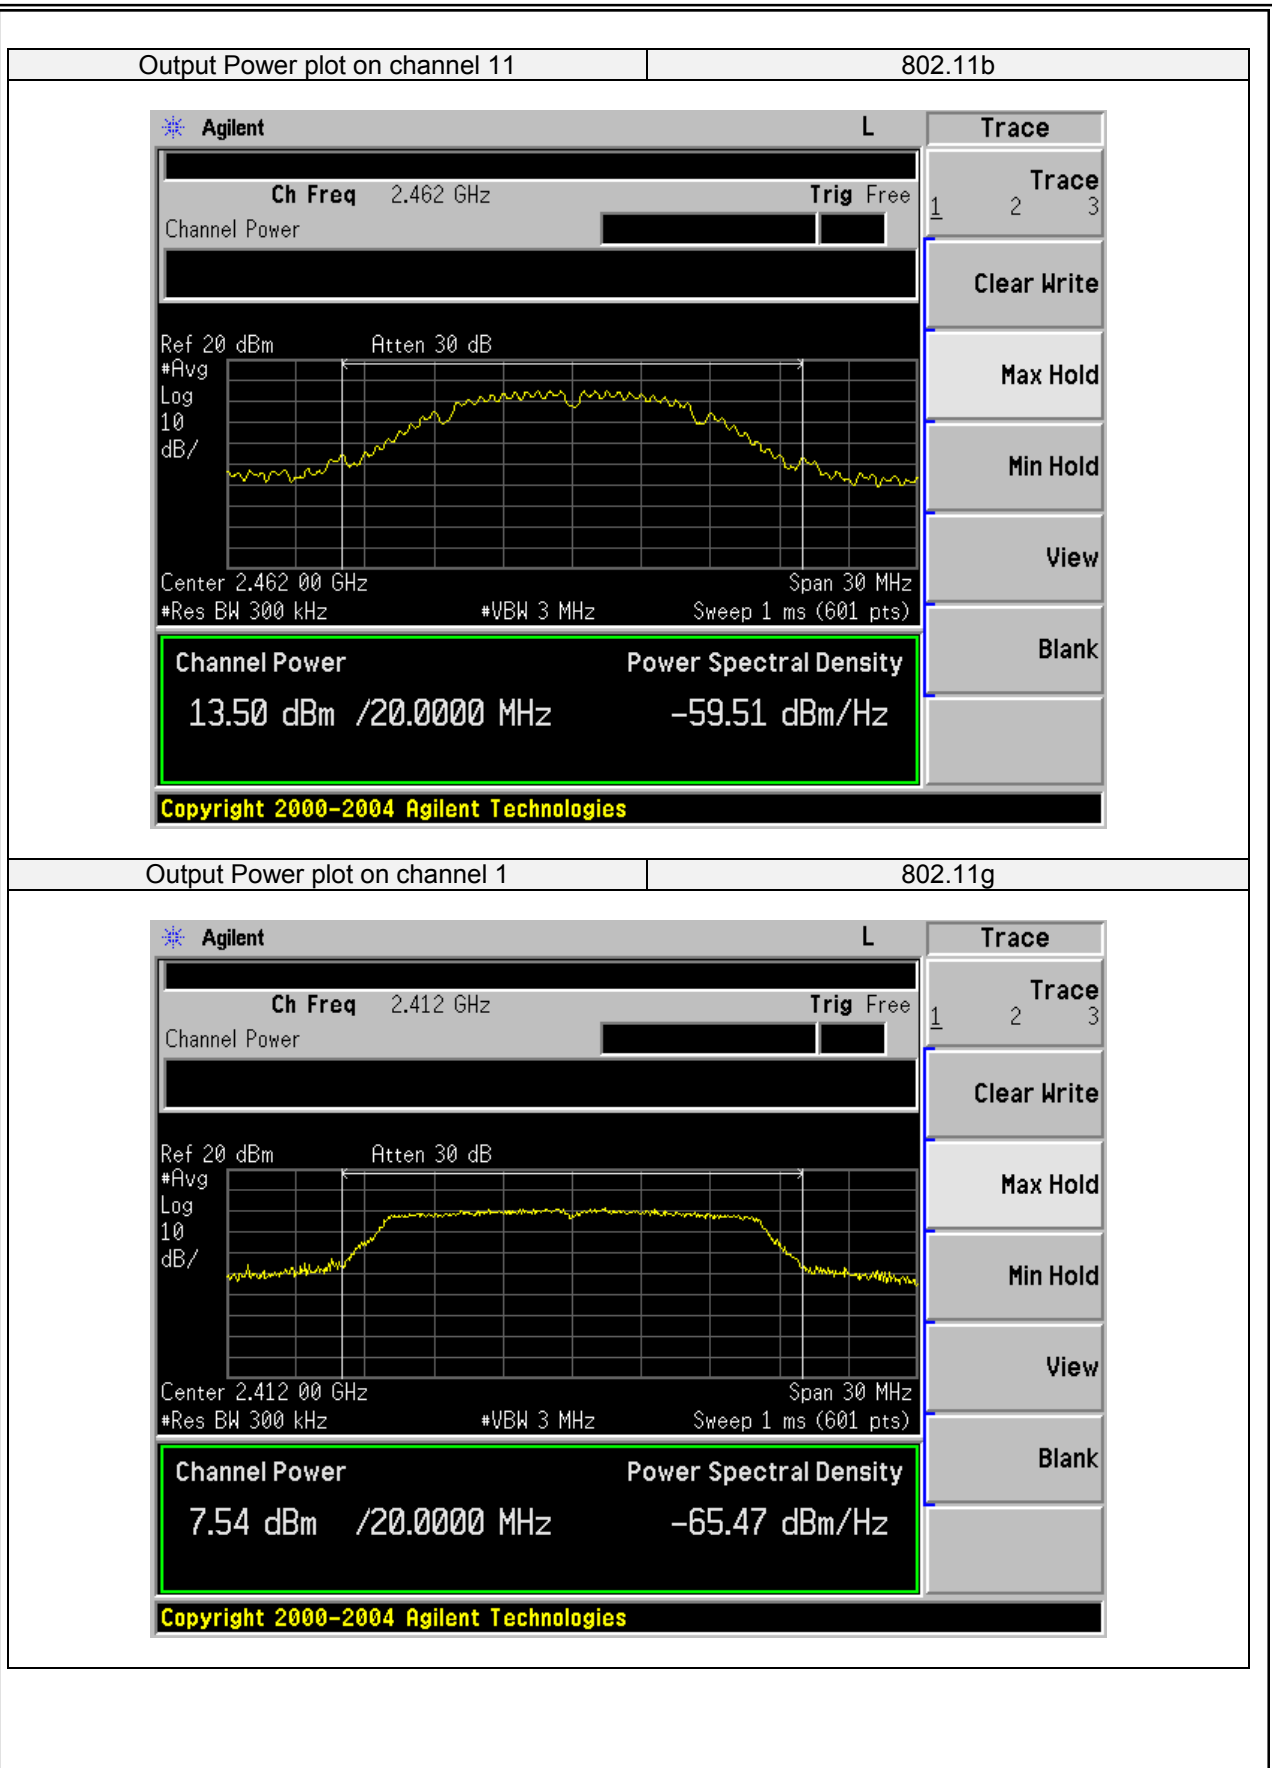 Output Power plot on channel 11 802.11b
Agilent L Trace
Ch Freq 2.462 GHz Trig Free
Trace
1 2 3
Channel Power
Clear Write
Ref 20 dBm Atten 30 dB
#Avg
Max Hold
Log
10
dB/
Min Hold
View
Center 2.462 00 GHz Span 30 MHz
#Res BW 300 kHz #VBW 3 MHz Sweep 1 ms (601 pts)
Blank
Channel Power Power Spectral Density
13.50 dBm /20.0000 MHz -59.51 dBm/Hz
Copyright 2000-2004 Agilent Technologies
Output Power plot on channel 1 802.11g
Agilent L Trace
Ch Freq 2.412 GHz Trig Free
Trace
1 2 3
Channel Power
Clear Write
Ref 20 dBm Atten 30 dB
#Avg
Max Hold
Log
10
dB/
Min Hold
View
Center 2.412 00 GHz Span 30 MHz
#Res BW 300 kHz #VBW 3 MHz Sweep 1 ms (601 pts)
Blank
Channel Power Power Spectral Density
7.54 dBm /20.0000 MHz -65.47 dBm/Hz
Copyright 2000-2004 Agilent Technologies